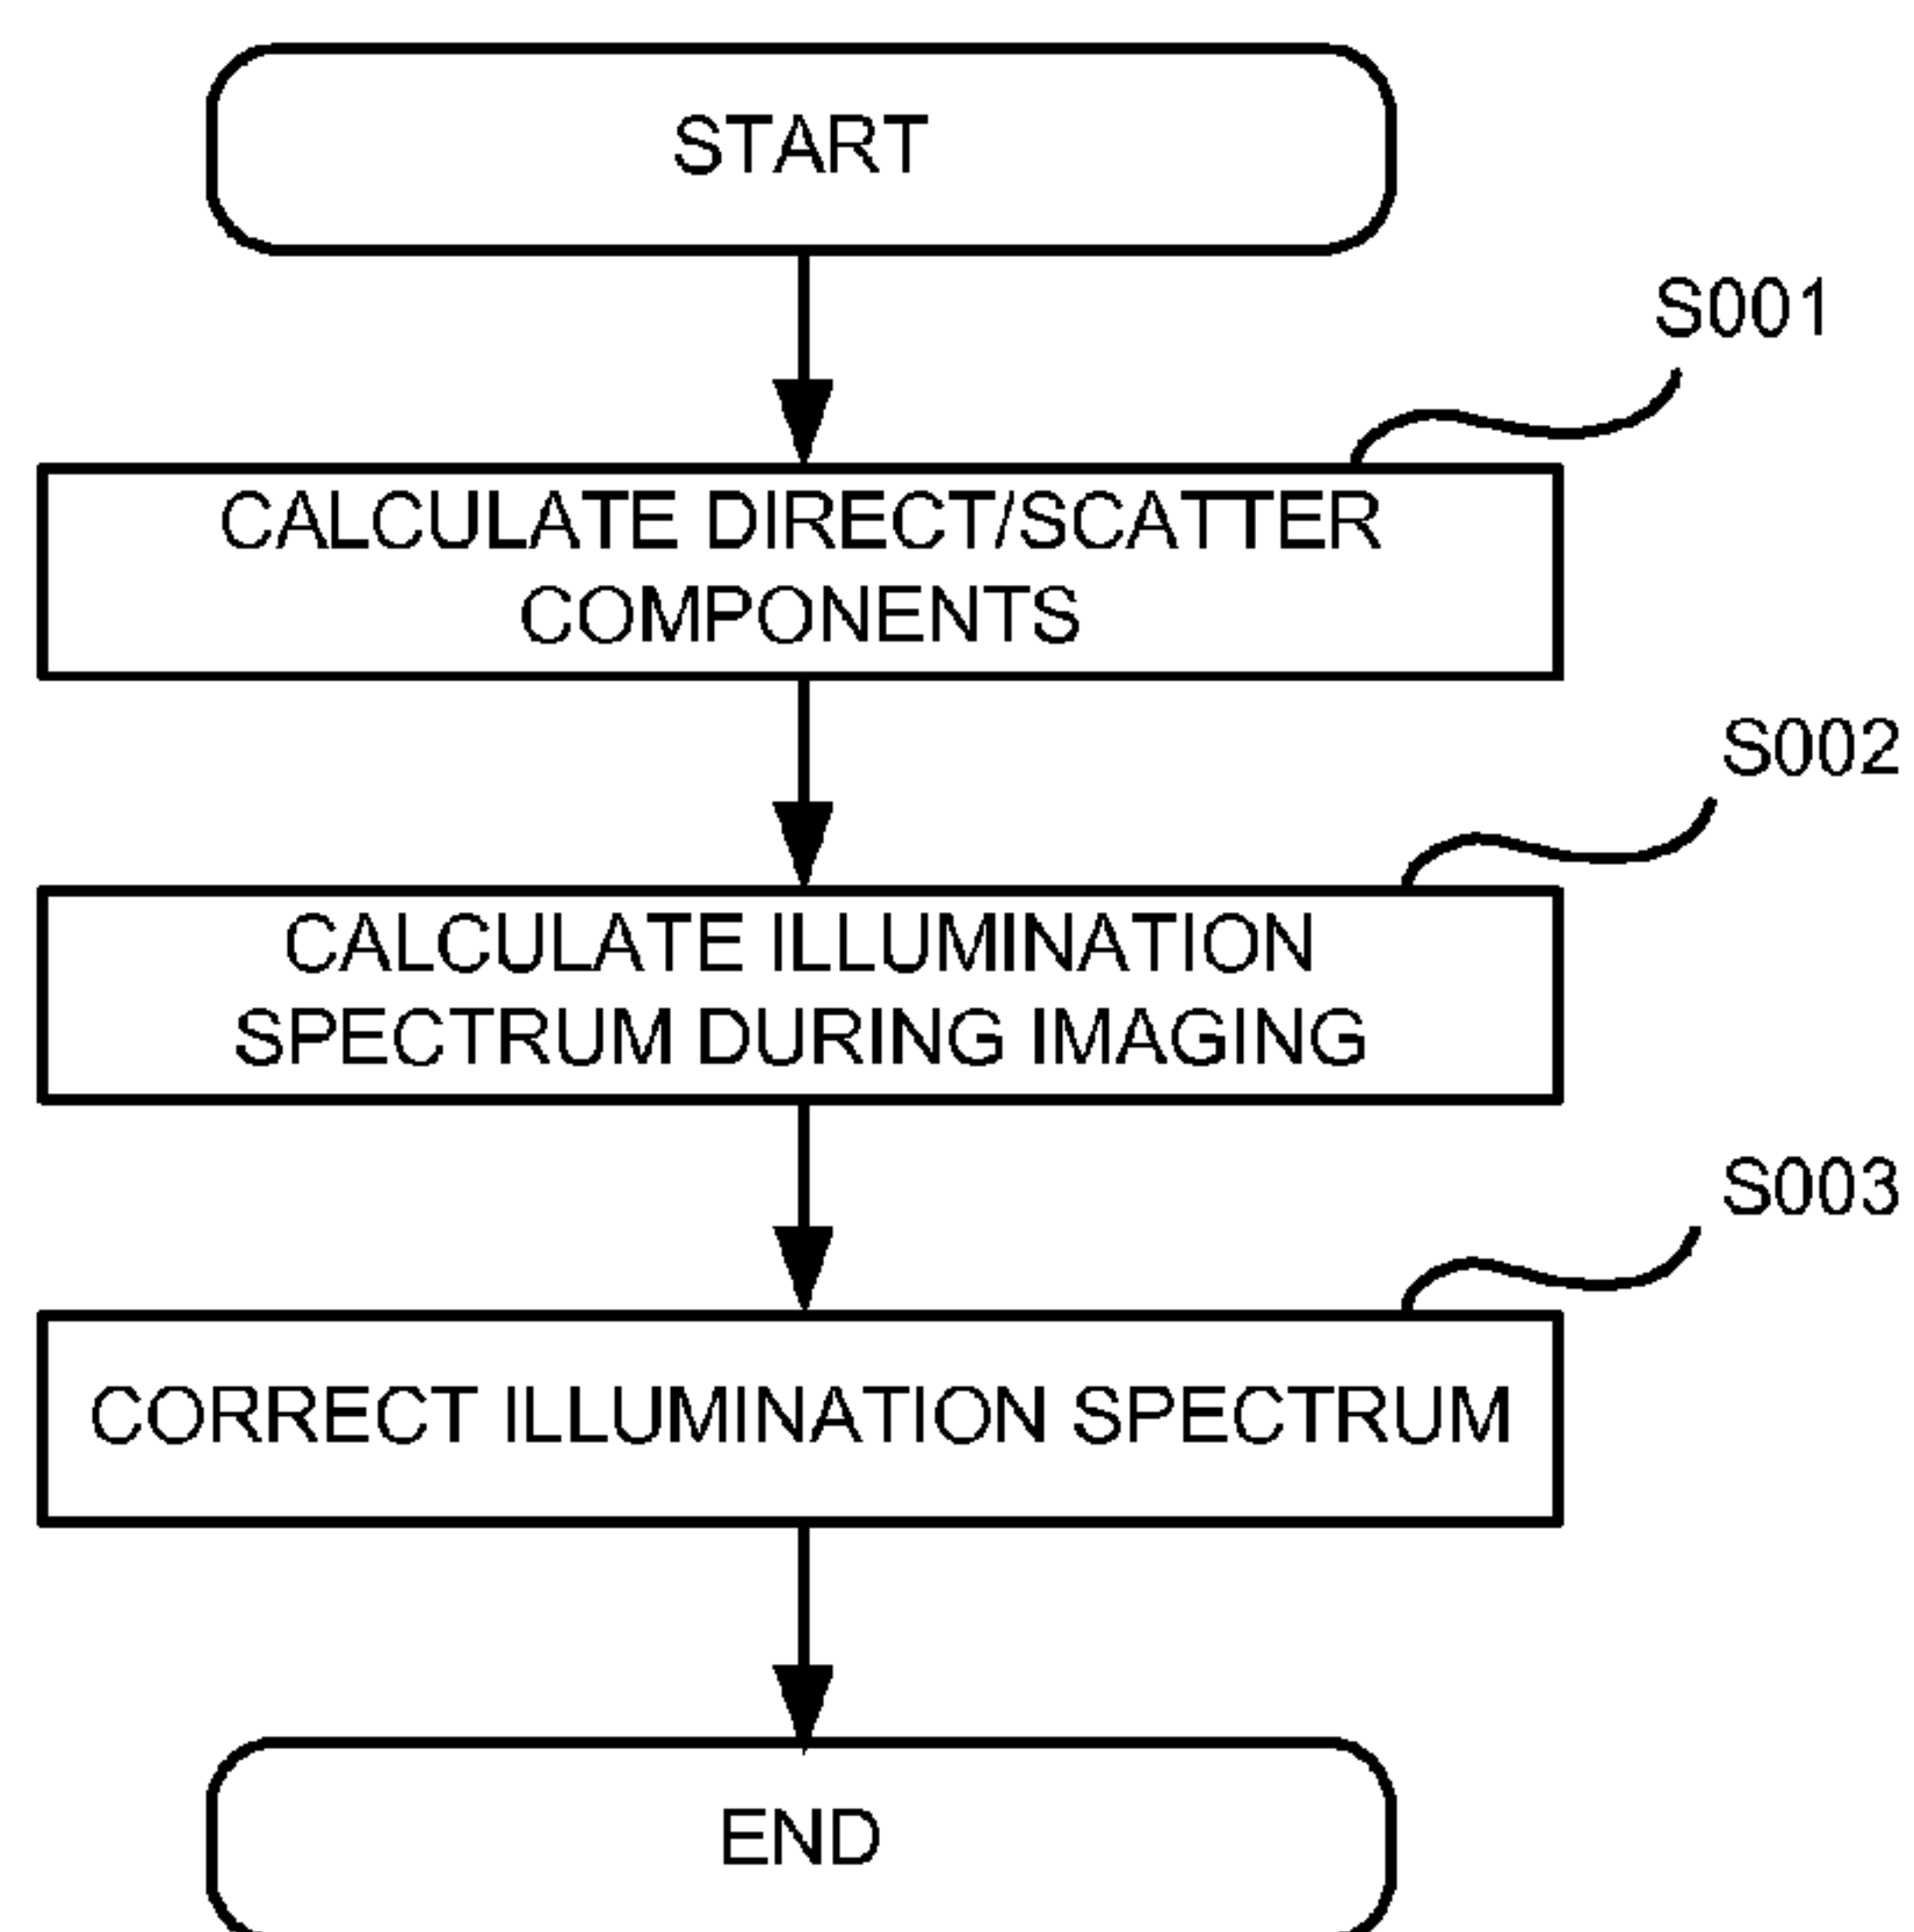 START
S001
CALCULATE DIRECT/SCATTER
COMPONENTS
S002
CALCULATE ILLUMINATION
SPECTRUM DURING IMAGING
S003
CORRECT ILLUMINATION SPECTRUM
END